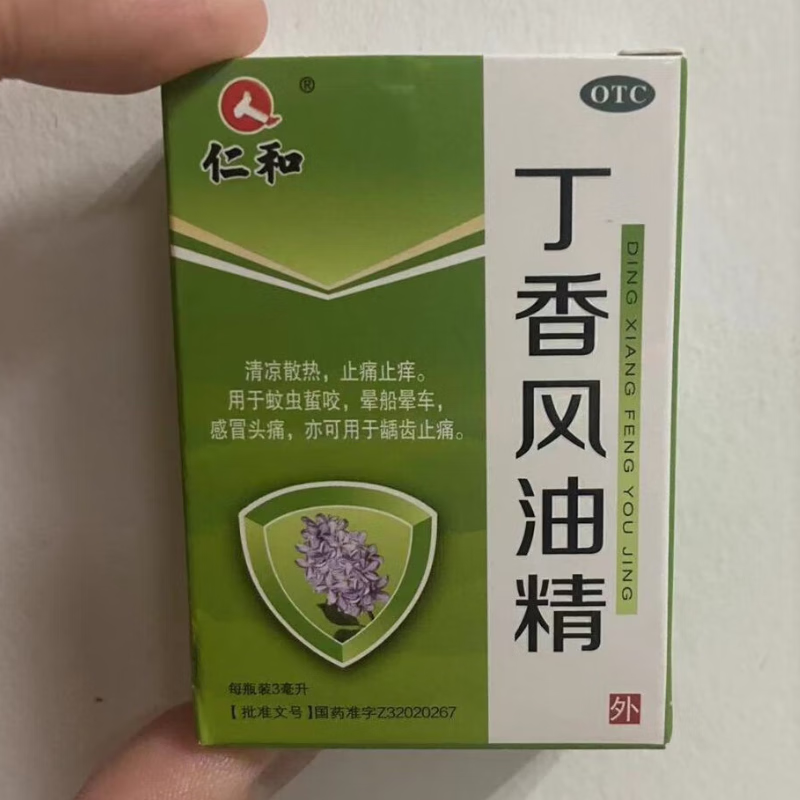 仁和®
OTC
丁香风油精
DING XIANG FENG YOU JING
清凉散热，止痛止痒。
用于蚊虫蜇咬，晕船晕车，
感冒头痛，亦可用于龋齿止痛。
每瓶装3毫升
【批准文号】国药准字Z32020267
外